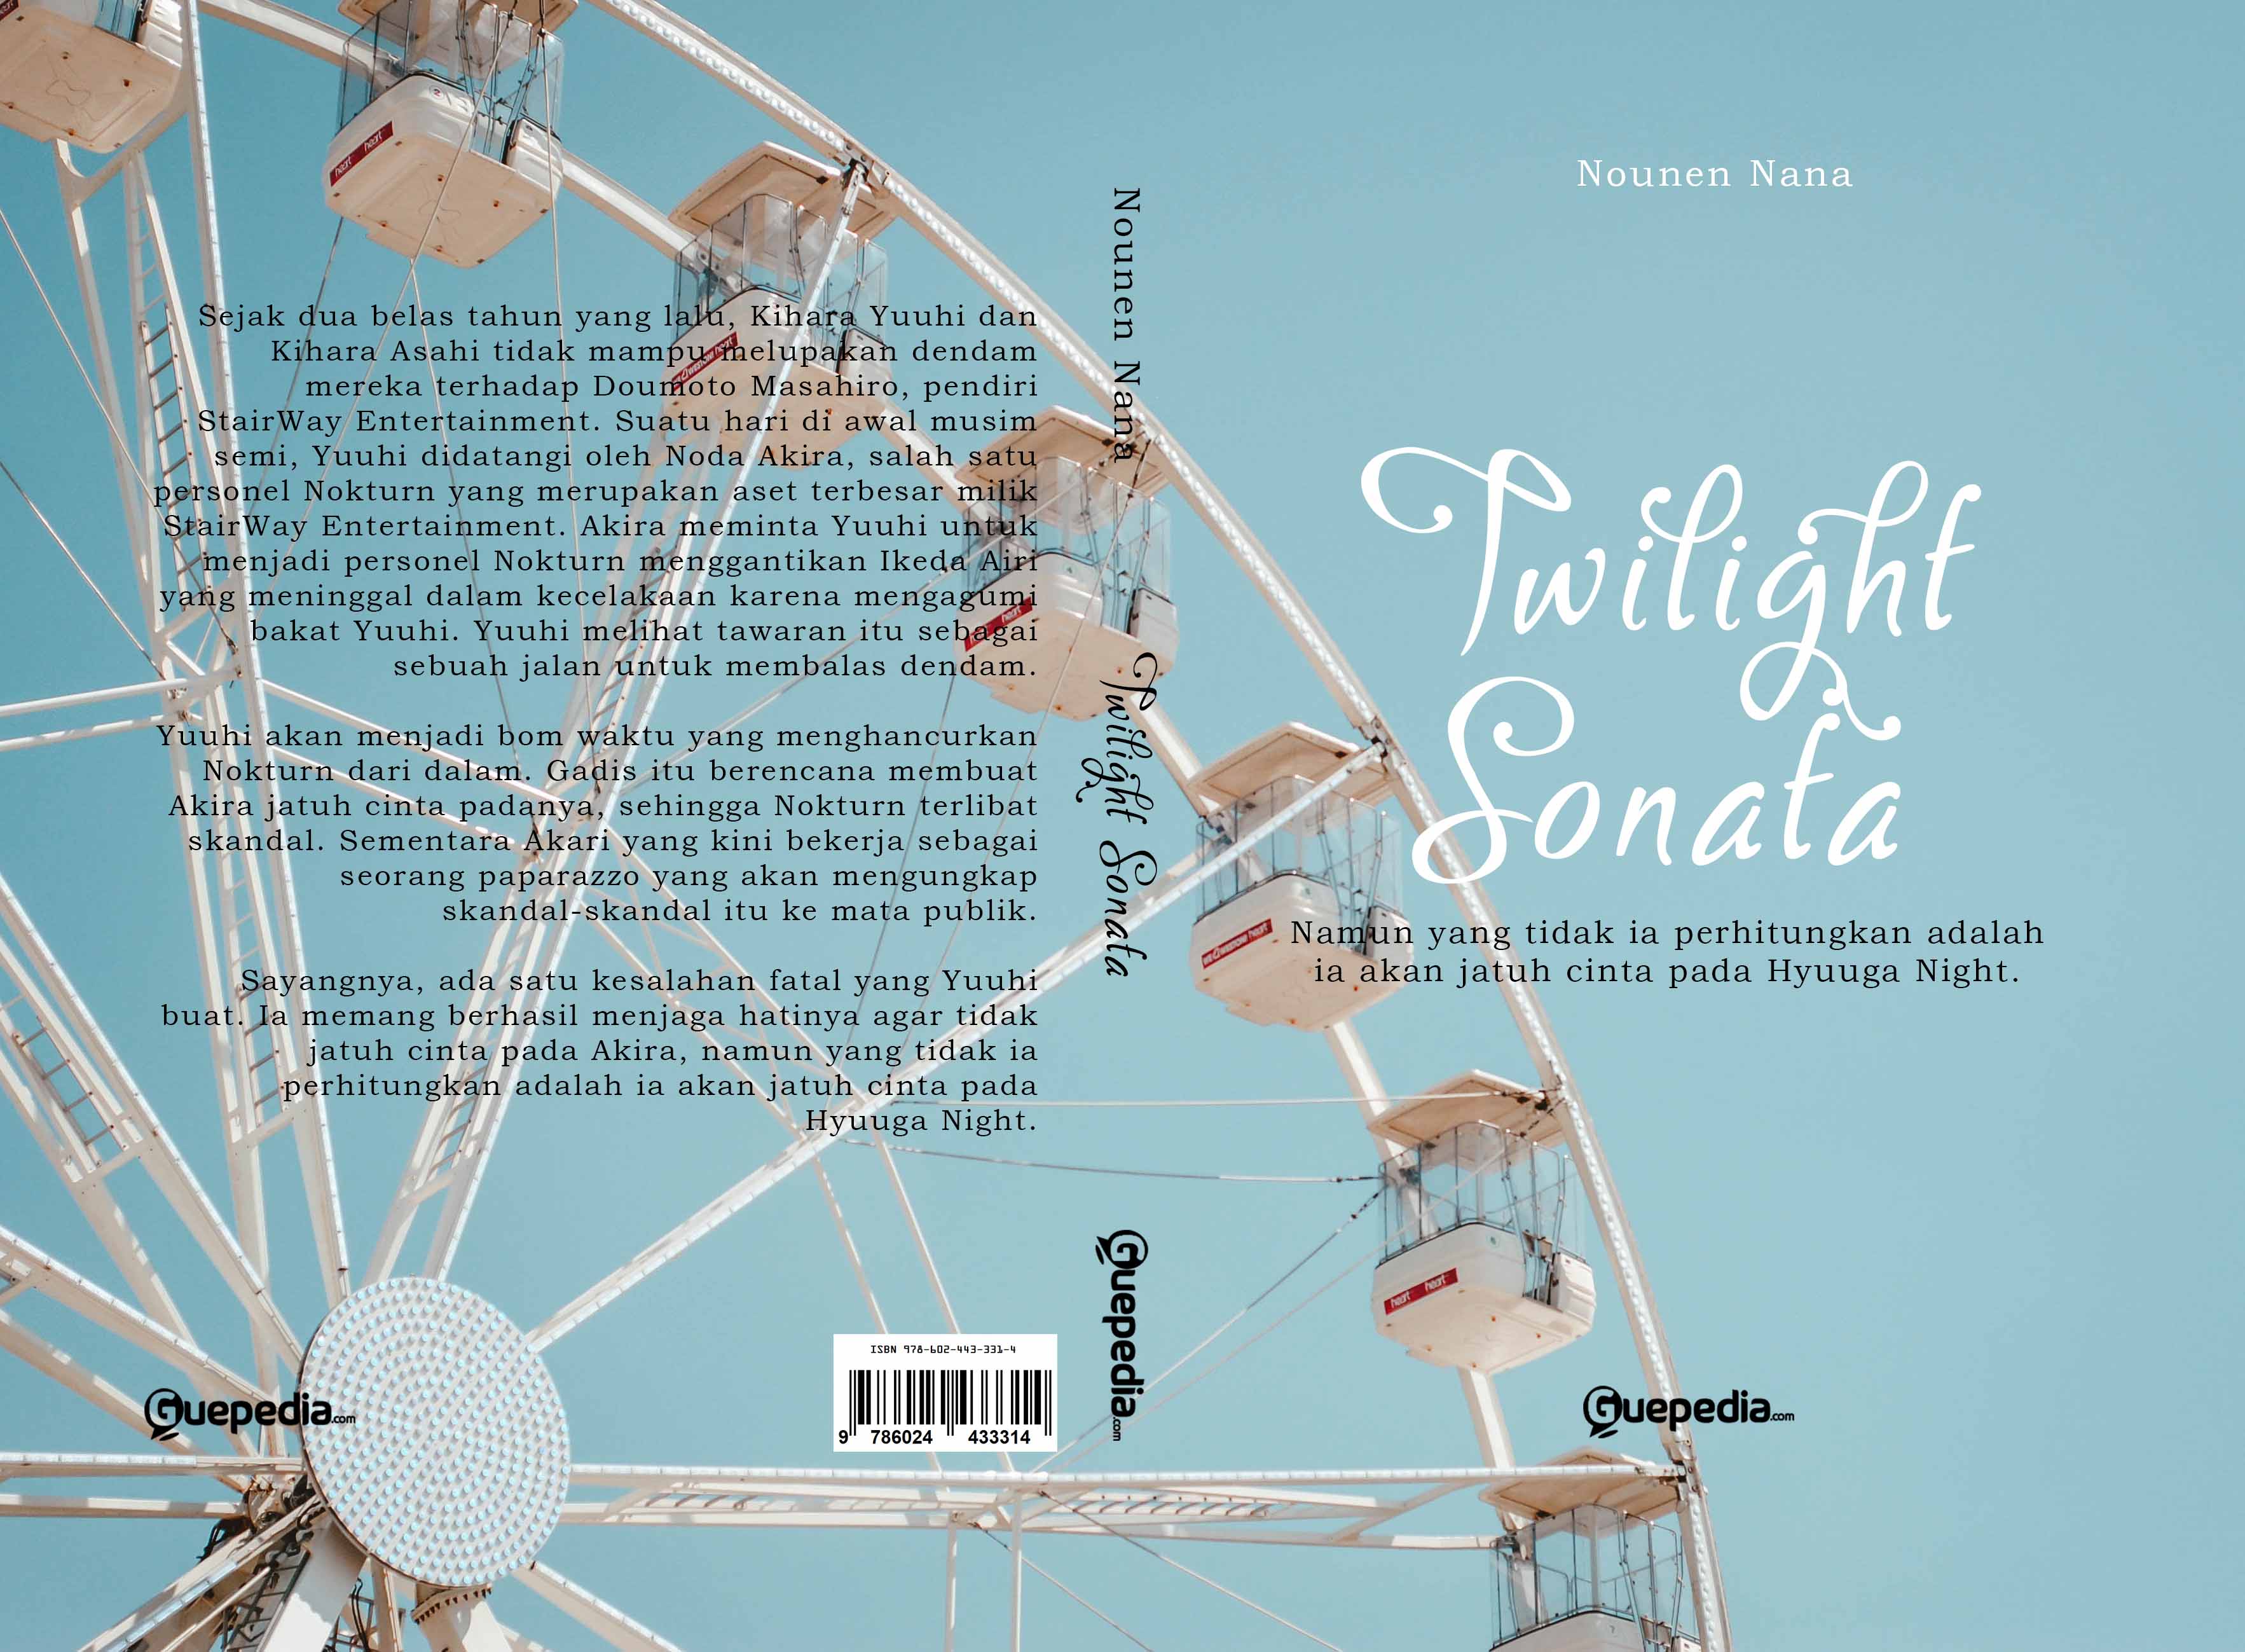 Sejak dua belas tahun yang lalu, Kihara Yuuhi dan
Kihara Asahi tidak mampu melupakan dendam
mereka terhadap Doumoto Masahiro, pendiri
StairWay Entertainment. Suatu hari di awal musim
semi, Yuuhi didatangi oleh Noda Akira, salah satu
personel Nokturn yang merupakan aset terbesar milik
StairWay Entertainment. Akira meminta Yuuhi untuk
menjadi personel Nokturn menggantikan Ikeda Airi
yang meninggal dalam kecelakaan karena mengagumi
bakat Yuuhi. Yuuhi melihat tawaran itu sebagai
sebuah jalan untuk membalas dendam.
Yuuhi akan menjadi bom waktu yang menghancurkan
Nokturn dari dalam. Gadis itu berencana membuat
Akira jatuh cinta padanya, sehingga Nokturn terlibat
skandal. Sementara Akari yang kini bekerja sebagai
seorang paparazzo yang akan mengungkap
skandal-skandal itu ke mata publik.
Sayangnya, ada satu kesalahan fatal yang Yuuhi
buat. Ia memang berhasil menjaga hatinya agar tidak
jatuh cinta pada Akira, namun yang tidak ia
perhitungkan adalah ia akan jatuh cinta pada
Hyuuga Night.
Guepedia.com
ISBN 978-602-443-331-4
9 786024 433314
Nounen Nana
Twilight Sonata
Guepedia.com
Nounen Nana
Twilight
Sonata
Namun yang tidak ia perhitungkan adalah
ia akan jatuh cinta pada Hyuuga Night.
Guepedia.com
heart heart
heart
heart heart
heart
heart heart